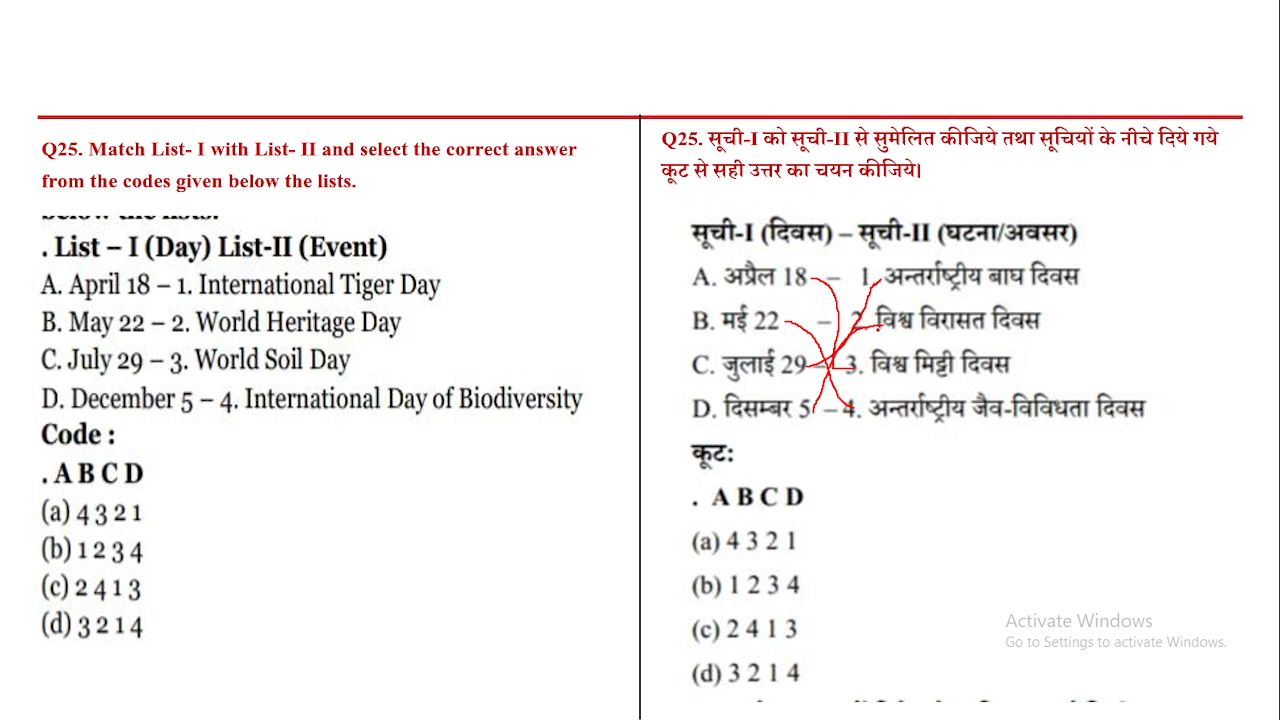 Q25. Match List- I with List- II and select the correct answer
from the codes given below the lists.
. List – I (Day) List-II (Event)
A. April 18 – 1. International Tiger Day
B. May 22 – 2. World Heritage Day
C. July 29 – 3. World Soil Day
D. December 5 – 4. International Day of Biodiversity
Code :
. A B C D
(a) 4 3 2 1
(b) 1 2 3 4
(c) 2 4 1 3
(d) 3 2 1 4
Q25. सूची-I को सूची-II से सुमेलित कीजिये तथा सूचियों के नीचे दिये गये
कूट से सही उत्तर का चयन कीजिये।
सूची-I (दिवस) – सूची-II (घटना/अवसर)
A. अप्रैल 18 – 1. अन्तर्राष्ट्रीय बाघ दिवस
B. मई 22 – 2. विश्व विरासत दिवस
C. जुलाई 29 – 3. विश्व मिट्टी दिवस
D. दिसम्बर 5 – 4. अन्तर्राष्ट्रीय जैव-विविधता दिवस
कूट:
. A B C D
(a) 4 3 2 1
(b) 1 2 3 4
(c) 2 4 1 3
(d) 3 2 1 4
Activate Windows
Go to Settings to activate Windows.